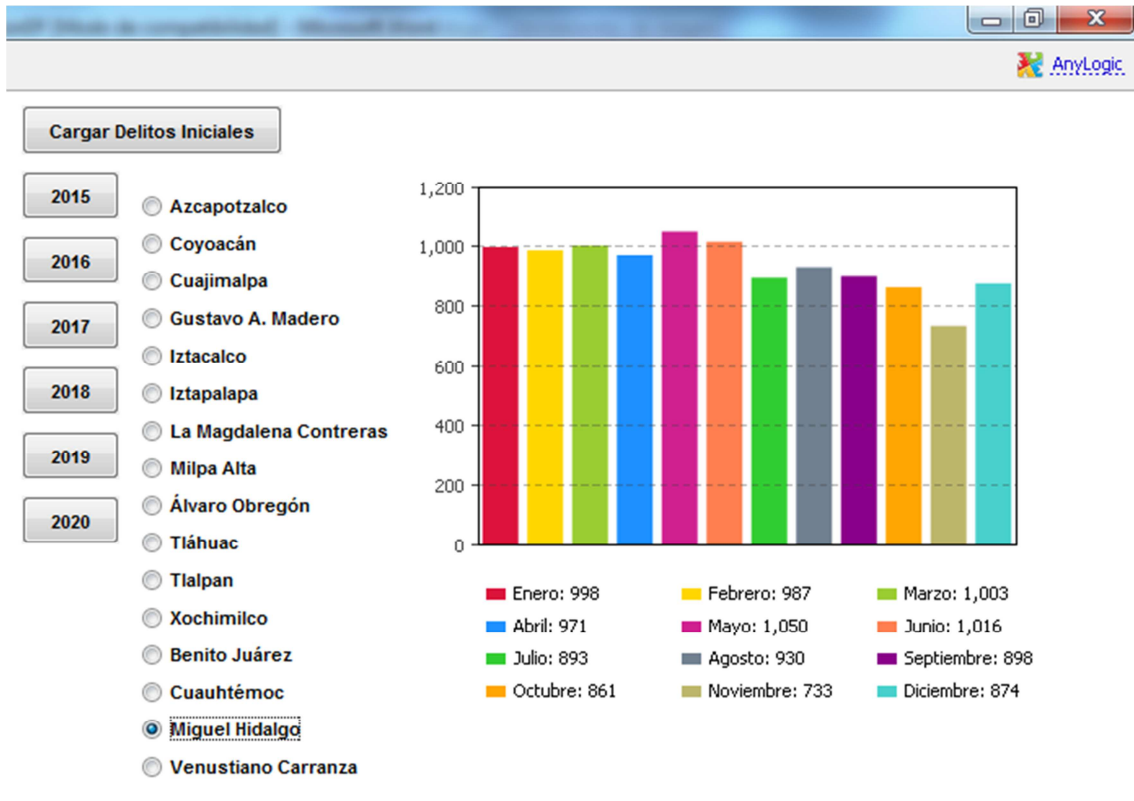 AnyLogic
Cargar Delitos Iniciales
2015
2016
2017
2018
2019
2020
Azcapotzalco
Coyoacán
Cuajimalpa
Gustavo A. Madero
Iztacalco
Iztapalapa
La Magdalena Contreras
Milpa Alta
Álvaro Obregón
Tláhuac
Tlalpan
Xochimilco
Benito Juárez
Cuauhtémoc
Miguel Hidalgo
Venustiano Carranza
1,200
1,000
800
600
400
200
0
Enero: 998 Febrero: 987 Marzo: 1,003
Abril: 971 Mayo: 1,050 Junio: 1,016
Julio: 893 Agosto: 930 Septiembre: 898
Octubre: 861 Noviembre: 733 Diciembre: 874